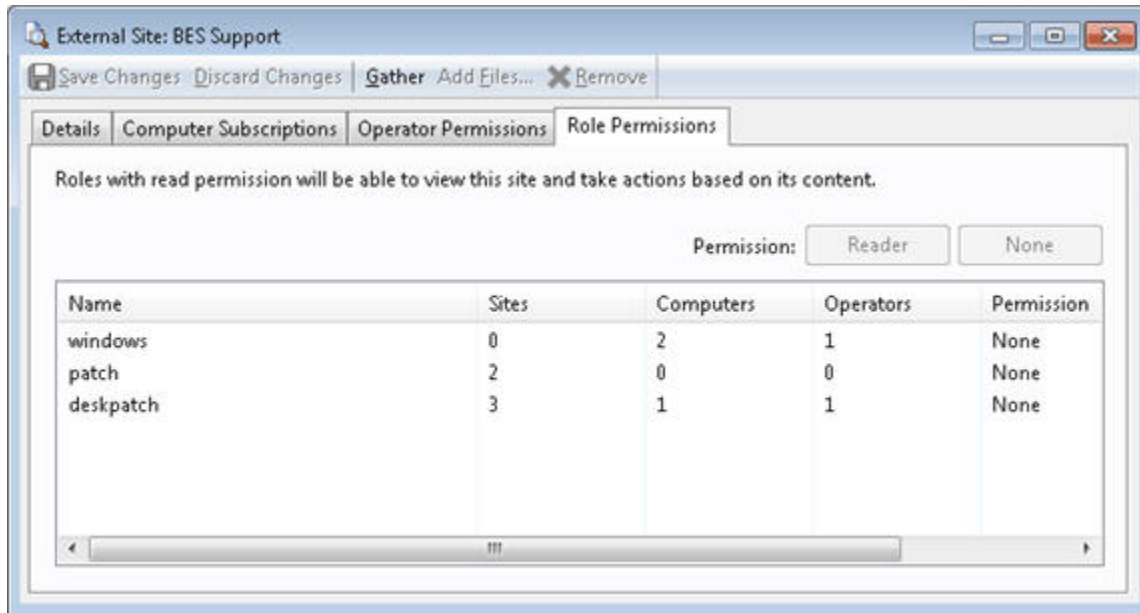 External Site: BES Support
Save Changes Discard Changes Gather Add Files... Remove
Details Computer Subscriptions Operator Permissions Role Permissions
Roles with read permission will be able to view this site and take actions based on its content.
Permission: Reader None
Name Sites Computers Operators Permission
windows 0 2 1 None
patch 2 0 0 None
deskpatch 3 1 1 None